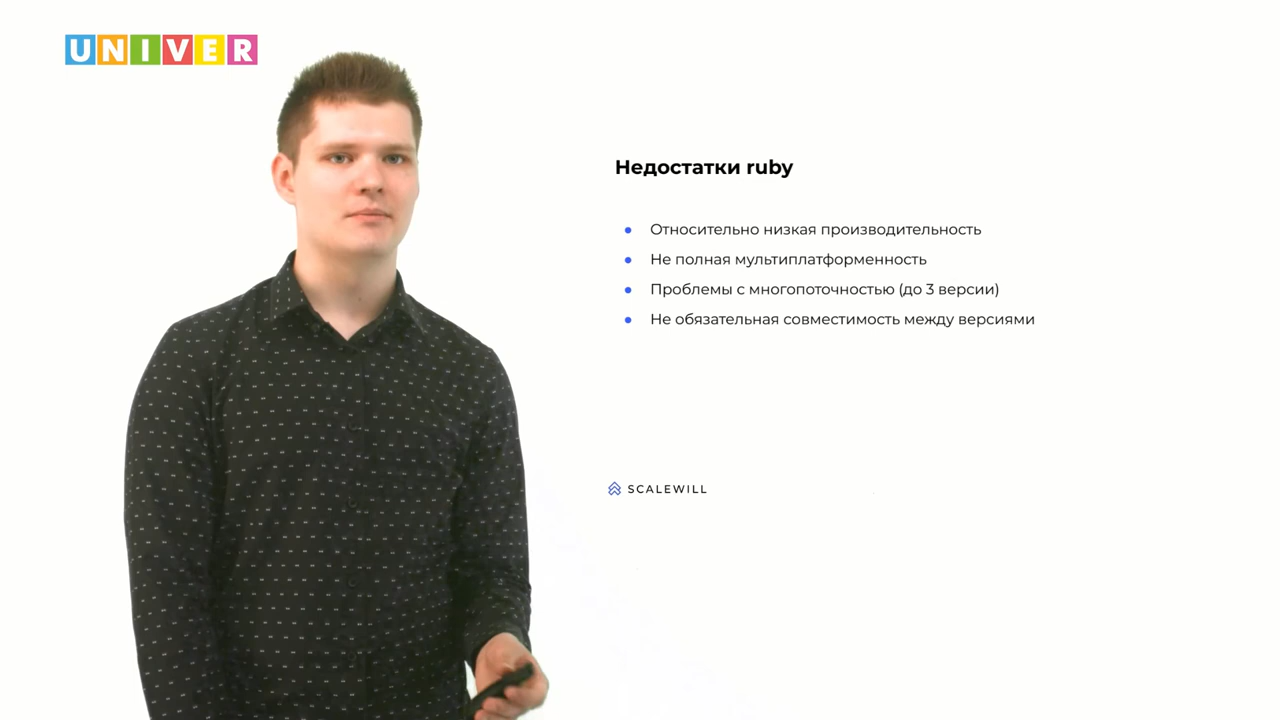 UNIVER
Недостатки ruby
Относительно низкая производительность
Не полная мультиплатформенность
Проблемы с многопоточностью (до 3 версии)
Не обязательная совместимость между версиями
SCALEWILL